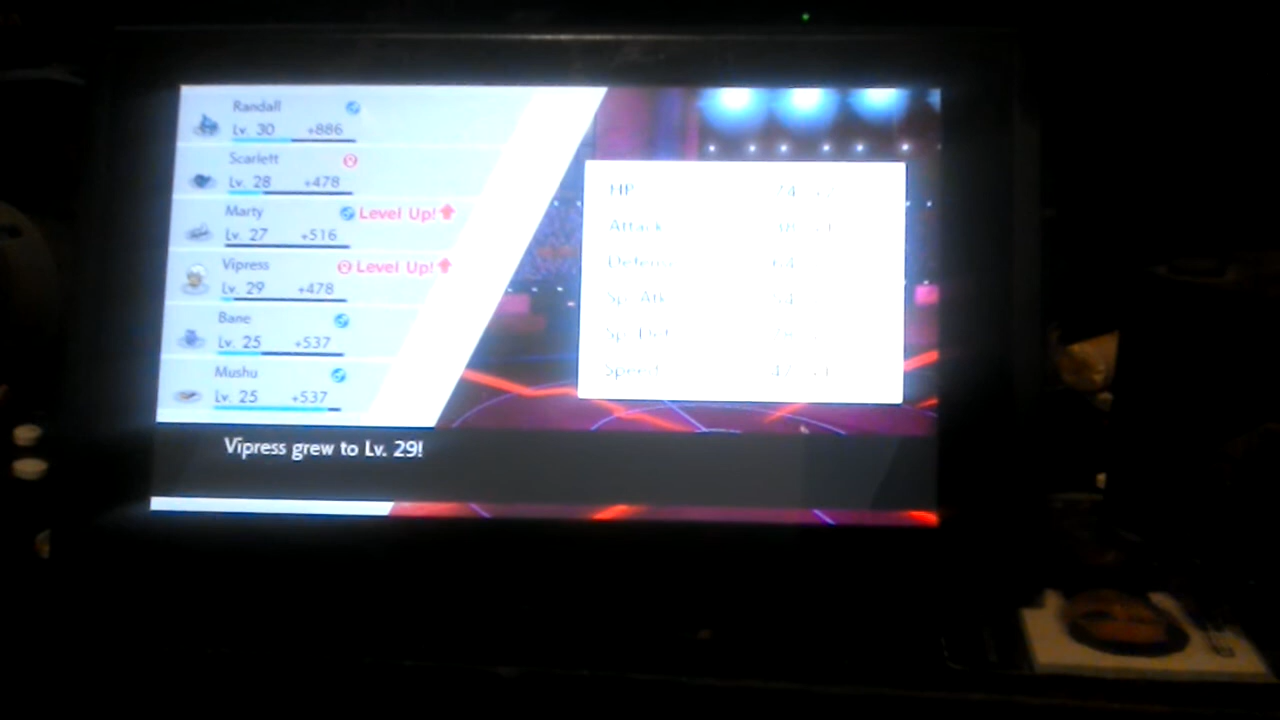 Randall
Lv. 30 +886
Scarlett
Lv. 28 +478
Marty Level Up!
Lv. 27 +516
Vipress Level Up!
Lv. 29 +478
Bane
Lv. 25 +537
Mushu
Lv. 25 +537
HP
Attack
Defense
Sp. Atk
Sp. Def
Speed
Vipress grew to Lv. 29!